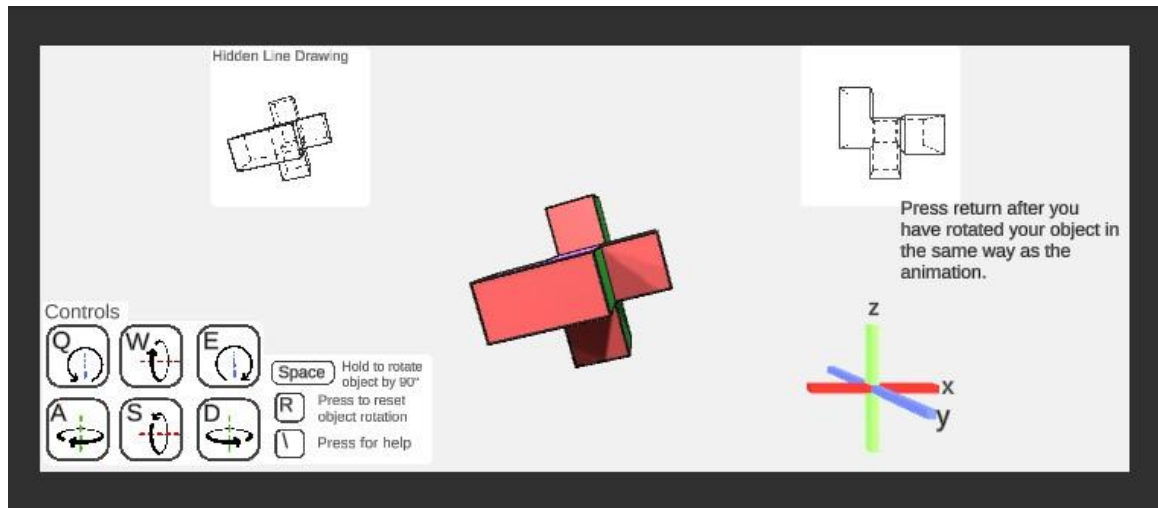 Hidden Line Drawing
Press return after you
have rotated your object in
the same way as the
animation.
Controls
Q
W
E
A
S
D
Space
Hold to rotate
object by 90°
R
Press to reset
object rotation
\
Press for help
z
x
y